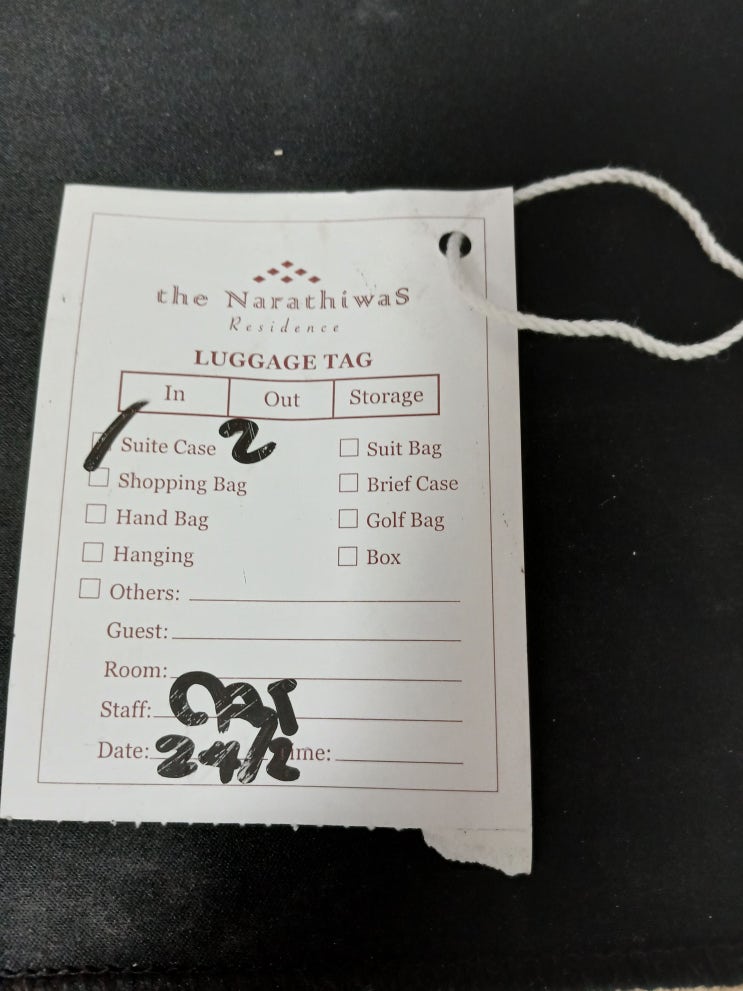 the NarathiwaS
Residence
LUGGAGE TAG
In Out Storage
Suite Case 2 Suit Bag
Shopping Bag Brief Case
Hand Bag Golf Bag
Hanging Box
Others:
Guest:
Room:
Staff:
Date: 24/2 Time: